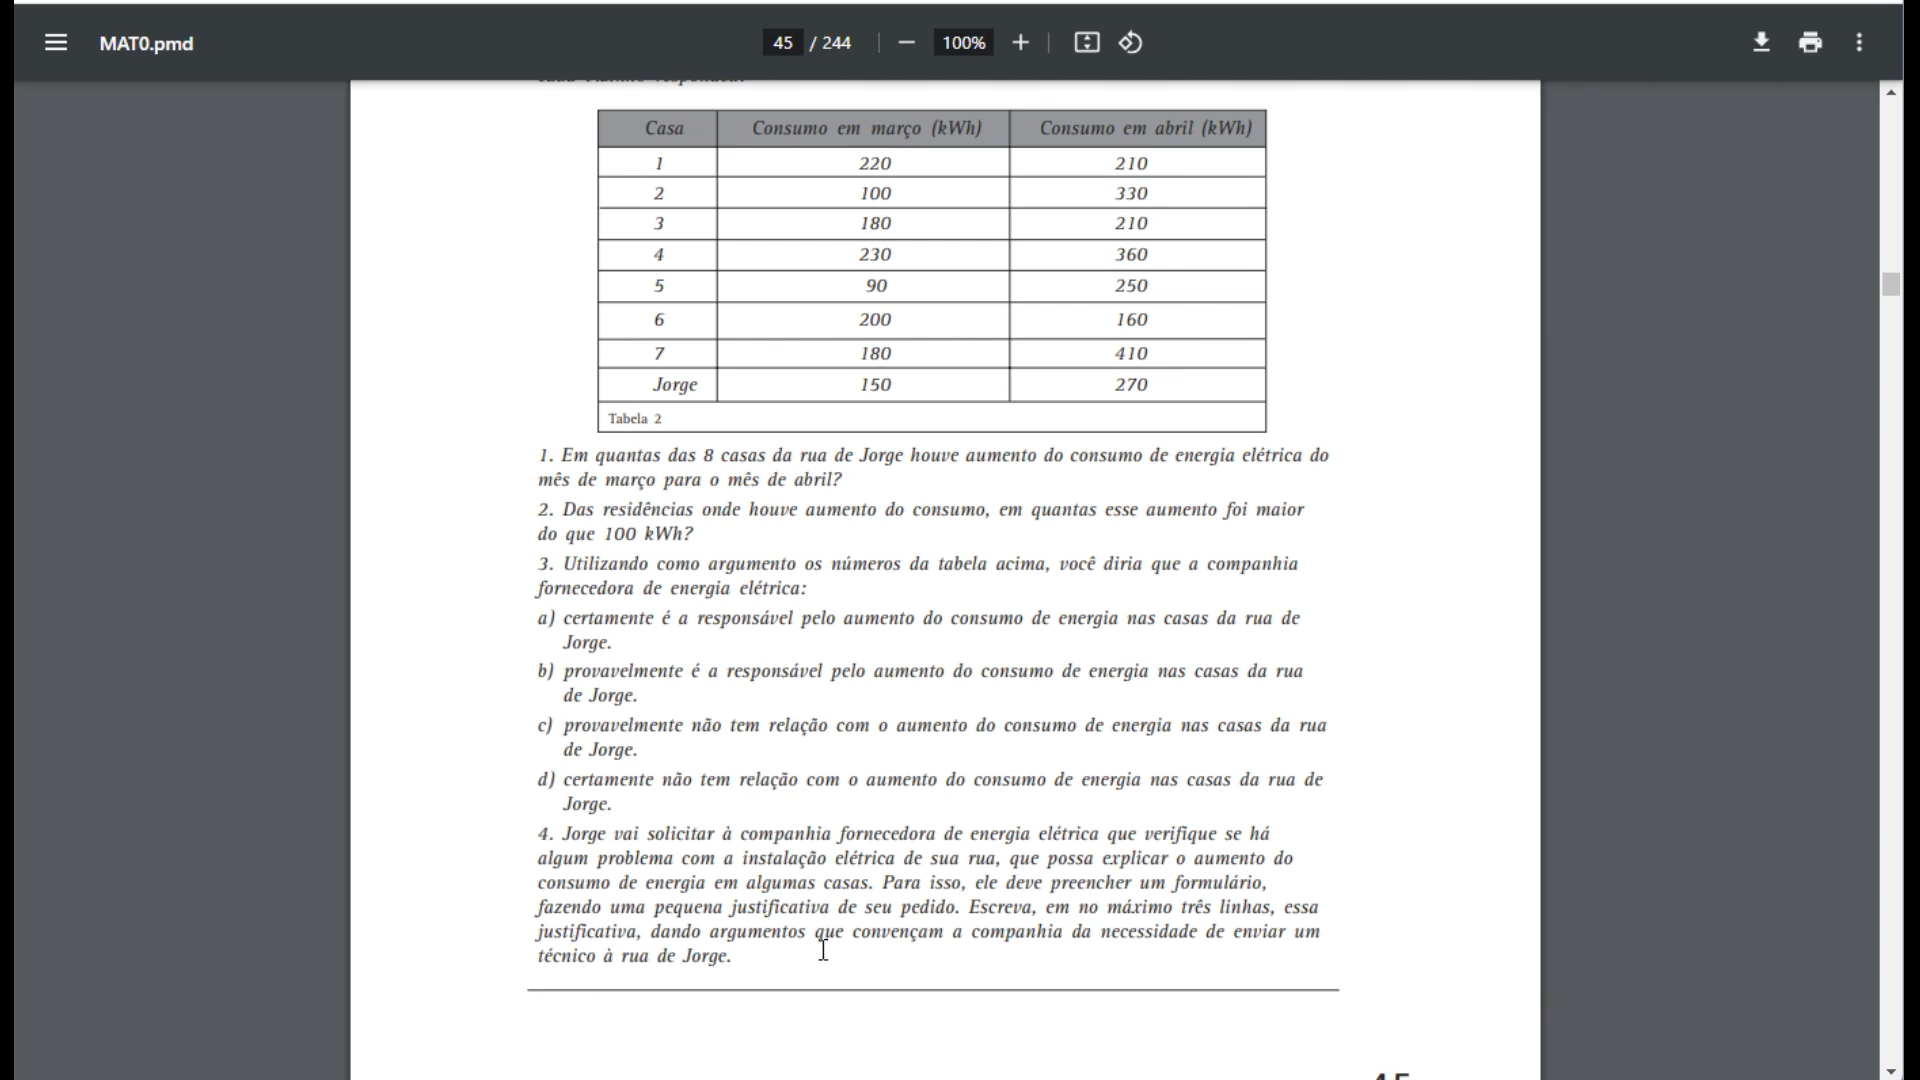 MAT0.pmd
45 / 244
100%
Casa Consumo em março (kWh) Consumo em abril (kWh)
1 220 210
2 100 330
3 180 210
4 230 360
5 90 250
6 200 160
7 180 410
Jorge 150 270
Tabela 2
1. Em quantas das 8 casas da rua de Jorge houve aumento do consumo de energia elétrica do
mês de março para o mês de abril?
2. Das residências onde houve aumento do consumo, em quantas esse aumento foi maior
do que 100 kWh?
3. Utilizando como argumento os números da tabela acima, você diria que a companhia
fornecedora de energia elétrica:
a) certamente é a responsável pelo aumento do consumo de energia nas casas da rua de
Jorge.
b) provavelmente é a responsável pelo aumento do consumo de energia nas casas da rua
de Jorge.
c) provavelmente não tem relação com o aumento do consumo de energia nas casas da rua
de Jorge.
d) certamente não tem relação com o aumento do consumo de energia nas casas da rua de
Jorge.
4. Jorge vai solicitar à companhia fornecedora de energia elétrica que verifique se há
algum problema com a instalação elétrica de sua rua, que possa explicar o aumento do
consumo de energia em algumas casas. Para isso, ele deve preencher um formulário,
fazendo uma pequena justificativa de seu pedido. Escreva, em no máximo três linhas, essa
justificativa, dando argumentos que convençam a companhia da necessidade de enviar um
técnico à rua de Jorge.